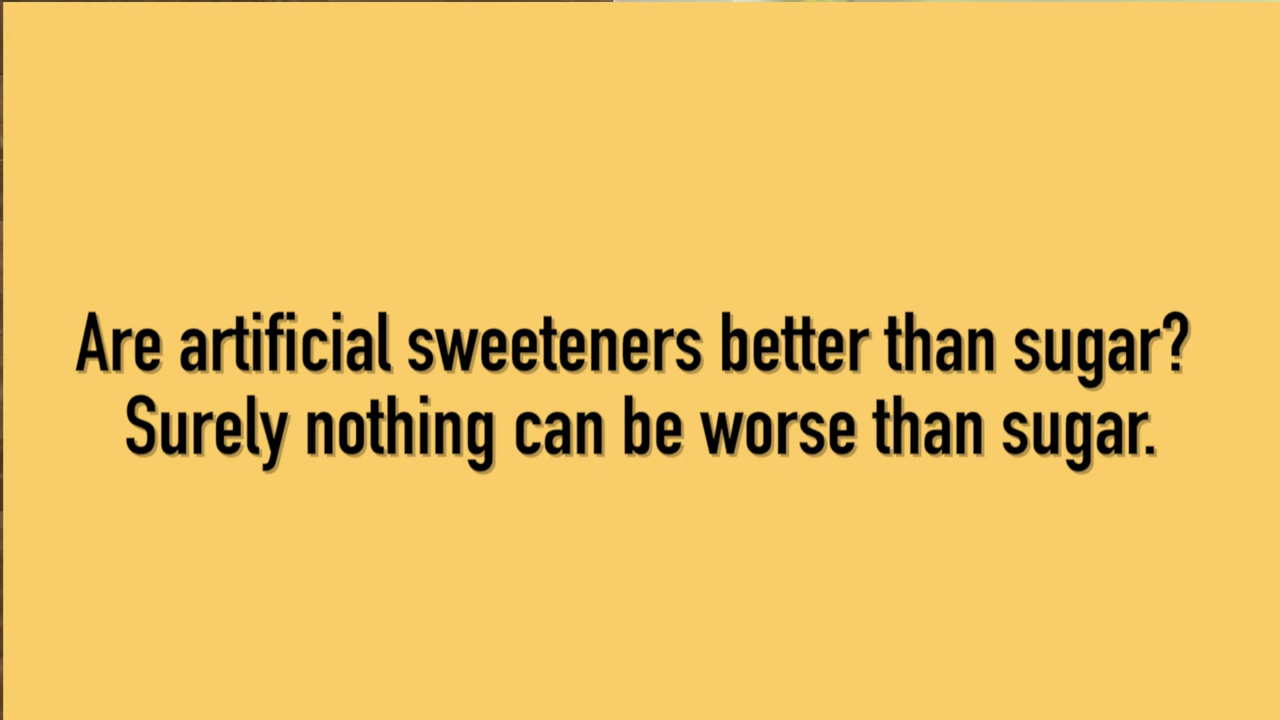 Are artificial sweeteners better than sugar?
Surely nothing can be worse than sugar.